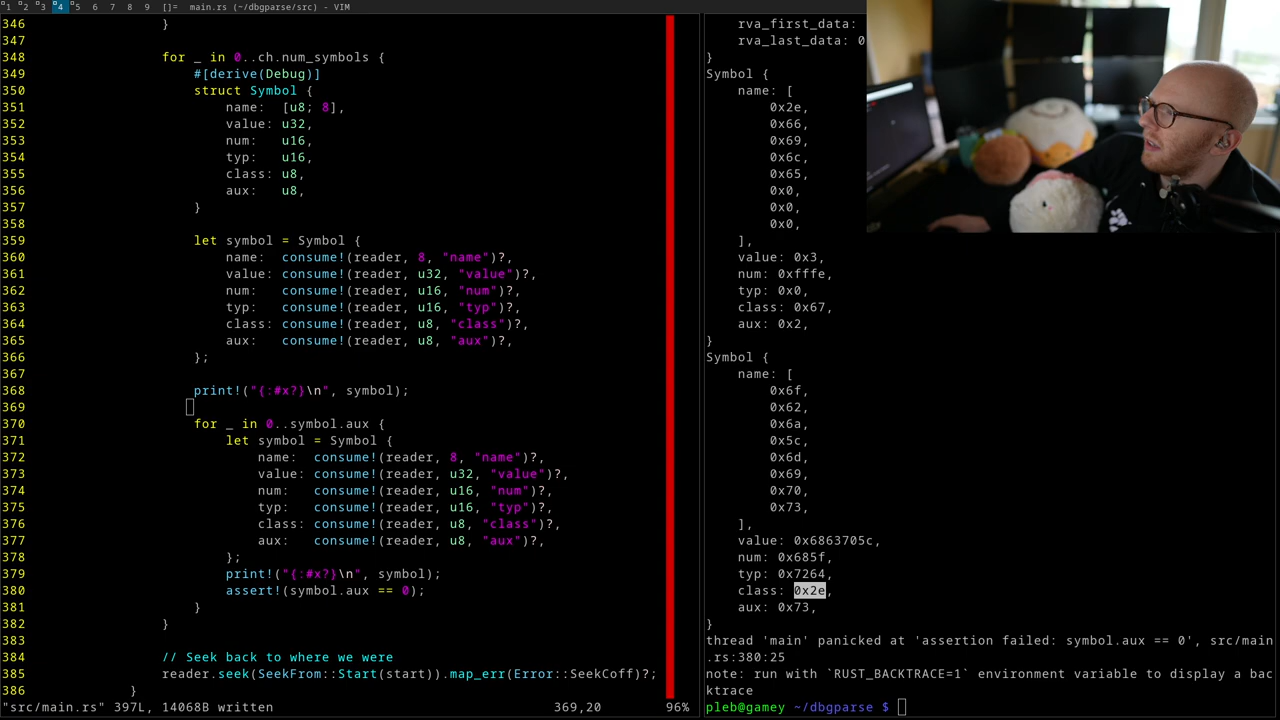 1 2 3 4 5 6 7 8 9 []= main.rs (~/dbgparse/src) - VIM
346 }
347
348 for _ in 0..ch.num_symbols {
349 #[derive(Debug)]
350 struct Symbol {
351 name: [u8; 8],
352 value: u32,
353 num: u16,
354 typ: u16,
355 class: u8,
356 aux: u8,
357 }
358
359 let symbol = Symbol {
360 name: consume!(reader, 8, "name")?,
361 value: consume!(reader, u32, "value")?,
362 num: consume!(reader, u16, "num")?,
363 typ: consume!(reader, u16, "typ")?,
364 class: consume!(reader, u8, "class")?,
365 aux: consume!(reader, u8, "aux")?,
366 };
367
368 print!("{:#x?}\n", symbol);
369
370 for _ in 0..symbol.aux {
371 let symbol = Symbol {
372 name: consume!(reader, 8, "name")?,
373 value: consume!(reader, u32, "value")?,
374 num: consume!(reader, u16, "num")?,
375 typ: consume!(reader, u16, "typ")?,
376 class: consume!(reader, u8, "class")?,
377 aux: consume!(reader, u8, "aux")?,
378 };
379 print!("{:#x?}\n", symbol);
380 assert!(symbol.aux == 0);
381 }
382 }
383
384 // Seek back to where we were
385 reader.seek(SeekFrom::Start(start)).map_err(Error::SeekCoff)?;
386 }
"src/main.rs" 397L, 14068B written 369,20 96%
rva_first_data:
rva_last_data: 0
}
Symbol {
name: [
0x2e,
0x66,
0x69,
0x6c,
0x65,
0x0,
0x0,
0x0,
],
value: 0x3,
num: 0xfffe,
typ: 0x0,
class: 0x67,
aux: 0x2,
}
Symbol {
name: [
0x6f,
0x62,
0x6a,
0x5c,
0x6d,
0x69,
0x70,
0x73,
],
value: 0x6863705c,
num: 0x685f,
typ: 0x7264,
class: 0x2e,
aux: 0x73,
}
thread 'main' panicked at 'assertion failed: symbol.aux == 0', src/main
.rs:380:25
note: run with `RUST_BACKTRACE=1` environment variable to display a bac
ktrace
pleb@gamey ~/dbgparse $